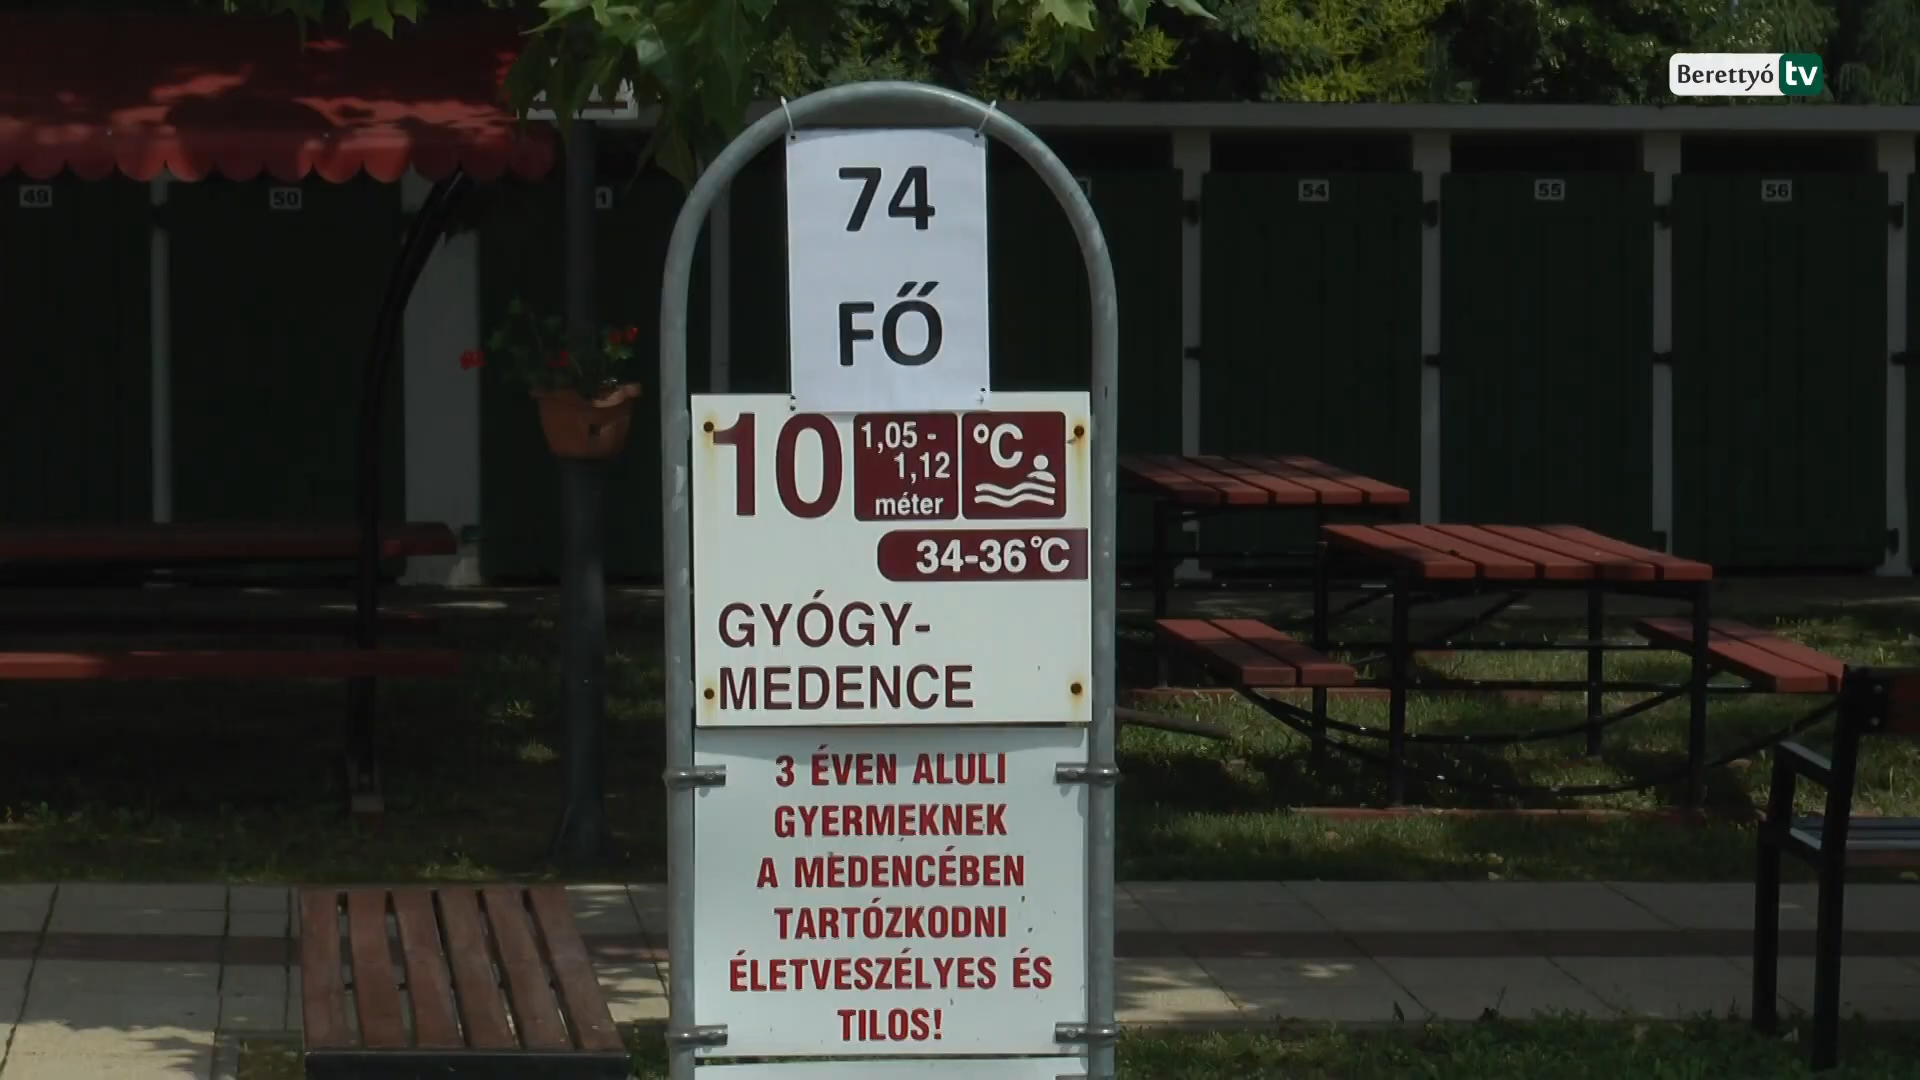 Berettyó tv
49
50
1
54
55
56
74
FŐ
10
1,05 -
1,12
méter
°C
34-36°C
GYÓGY-
MEDENCE
3 ÉVEN ALULI
GYERMEKNEK
A MEDENCÉBEN
TARTÓZKODNI
ÉLETVESZÉLYES ÉS
TILOS!